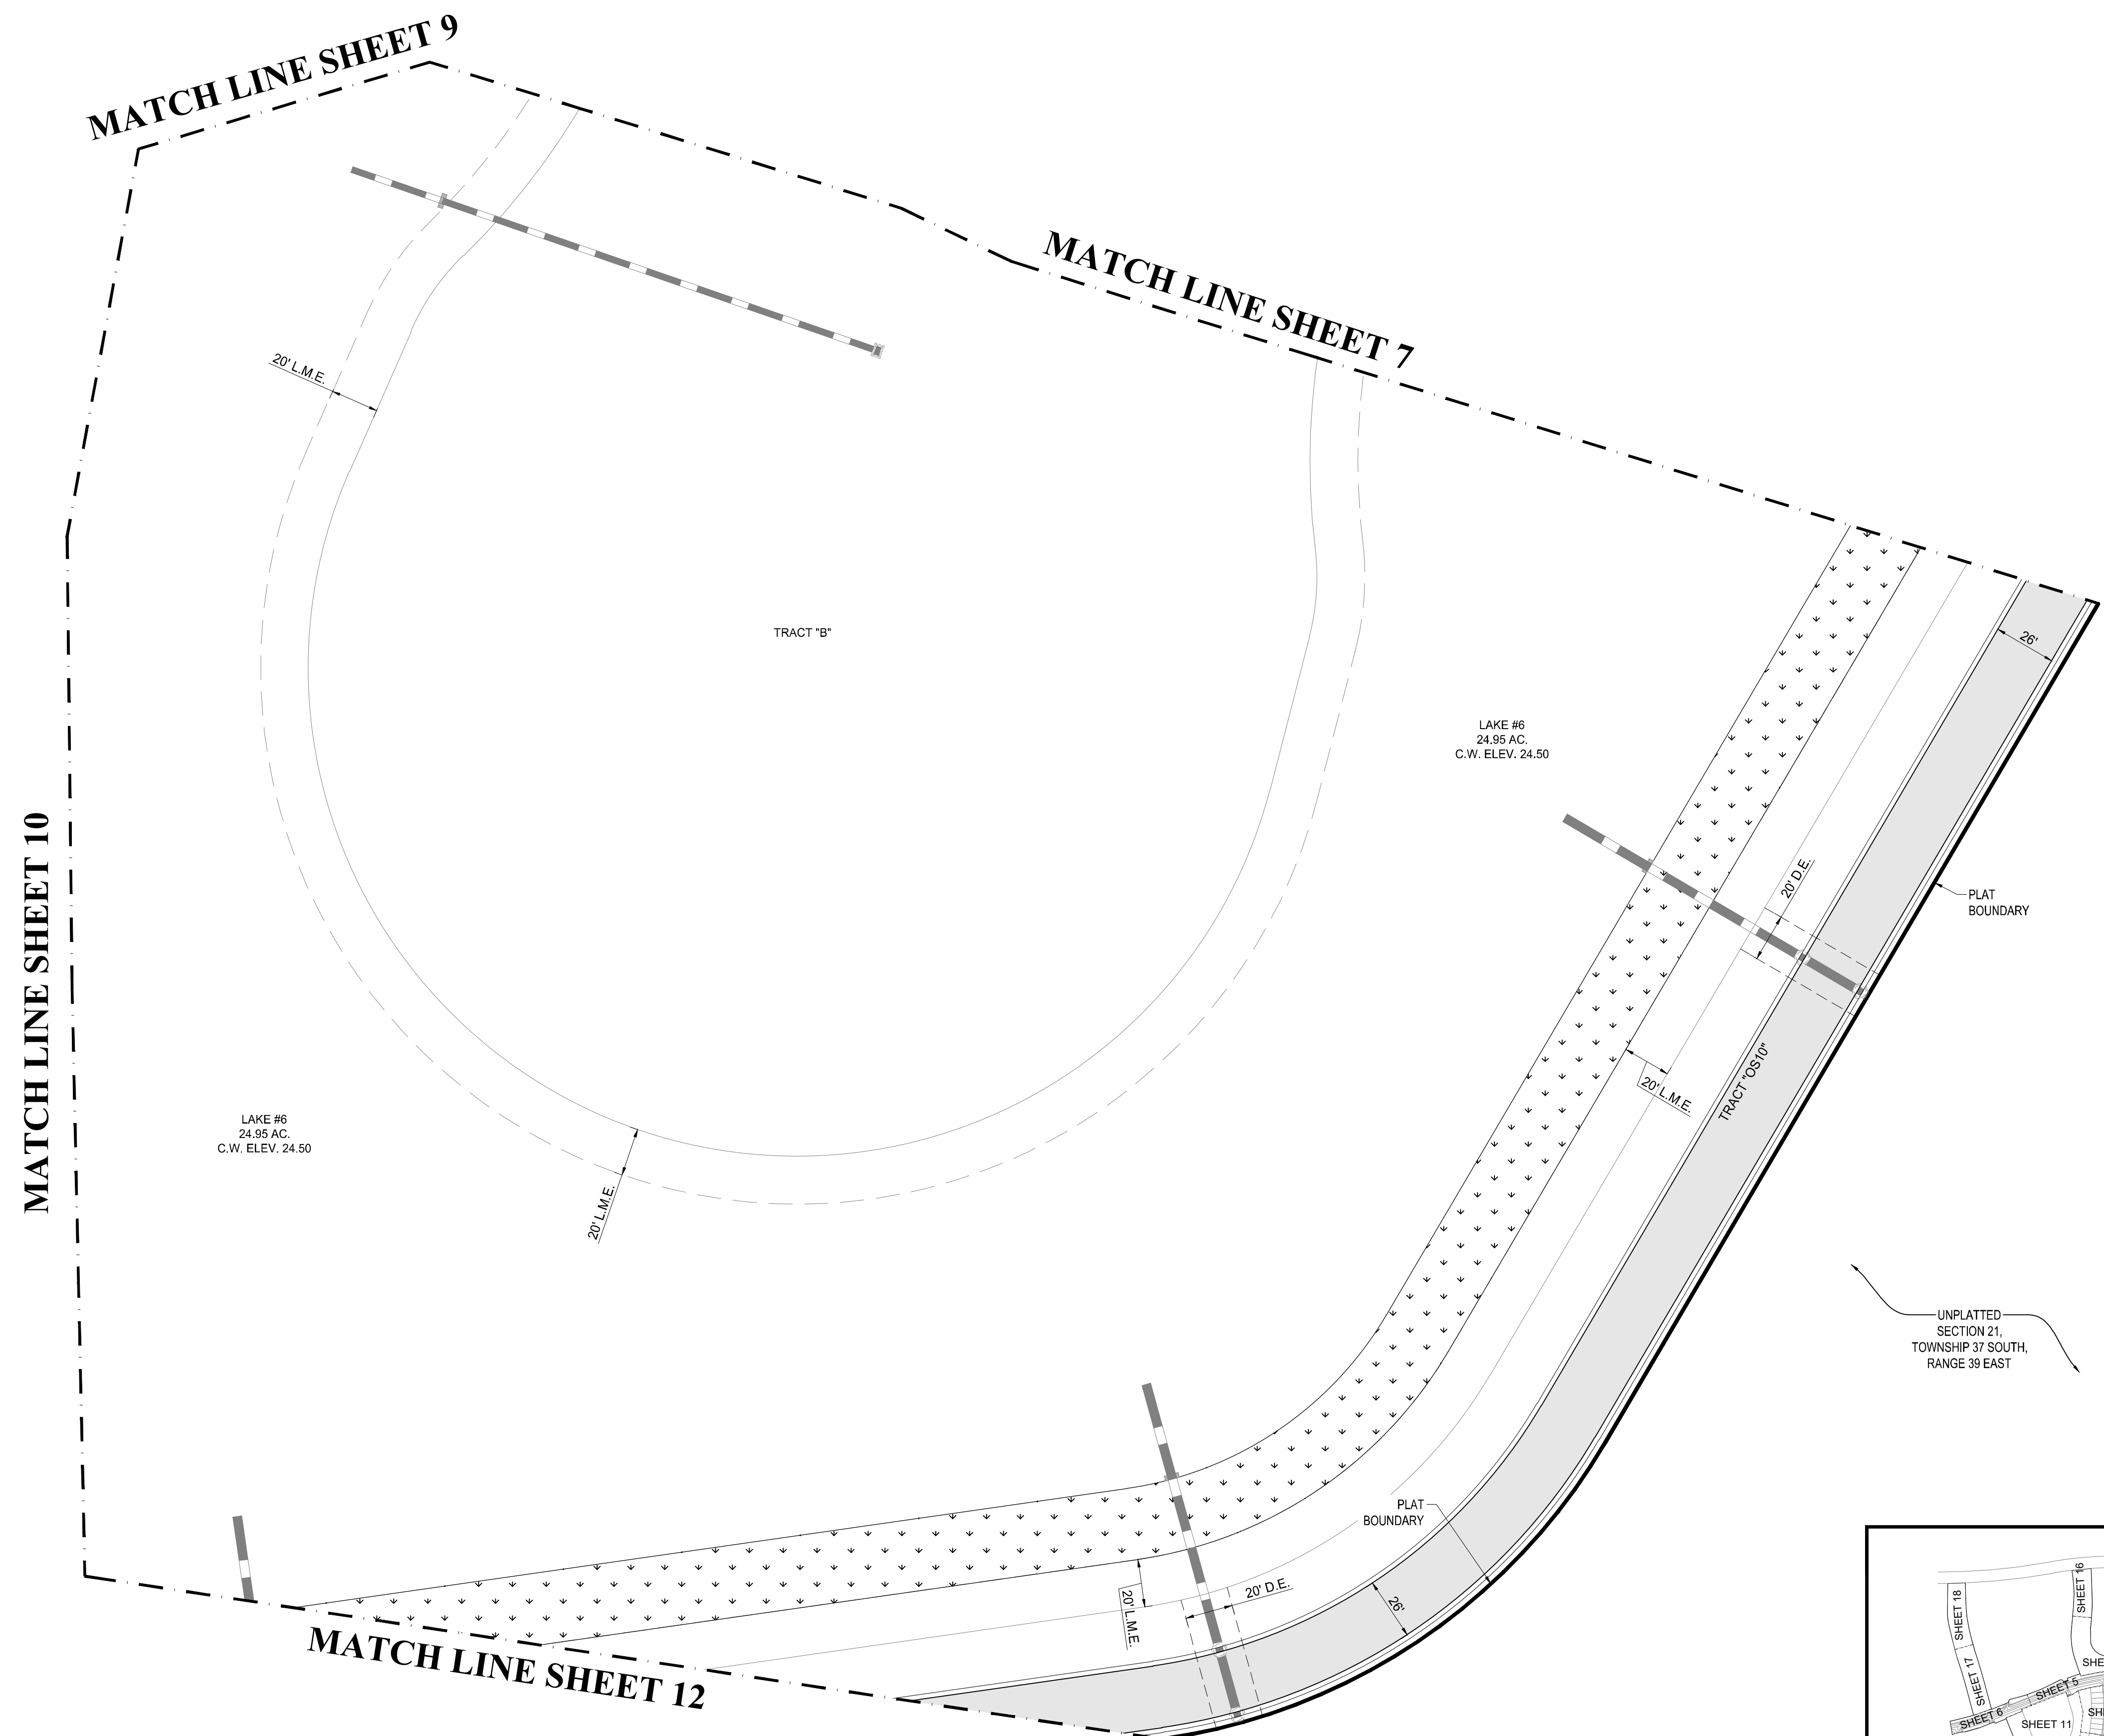 MATCH LINE SHEET 9
MATCH LINE SHEET 7
20' L.M.E.
TRACT "B"
26'
LAKE #6
24.95 AC.
C.W. ELEV. 24.50
20' D.E.
PLAT
BOUNDARY
MATCH LINE SHEET 10
20' L.M.E.
TRACT "OS10"
LAKE #6
24.95 AC.
C.W. ELEV. 24.50
20' L.M.E.
UNPLATTED
SECTION 21,
TOWNSHIP 37 SOUTH,
RANGE 39 EAST
PLAT
BOUNDARY
20' L.M.E.
20' D.E.
26'
MATCH LINE SHEET 12
SHEET 18
SHEET 16
SHEET 17
SHEET 5
SHEET 6
SHEET 11